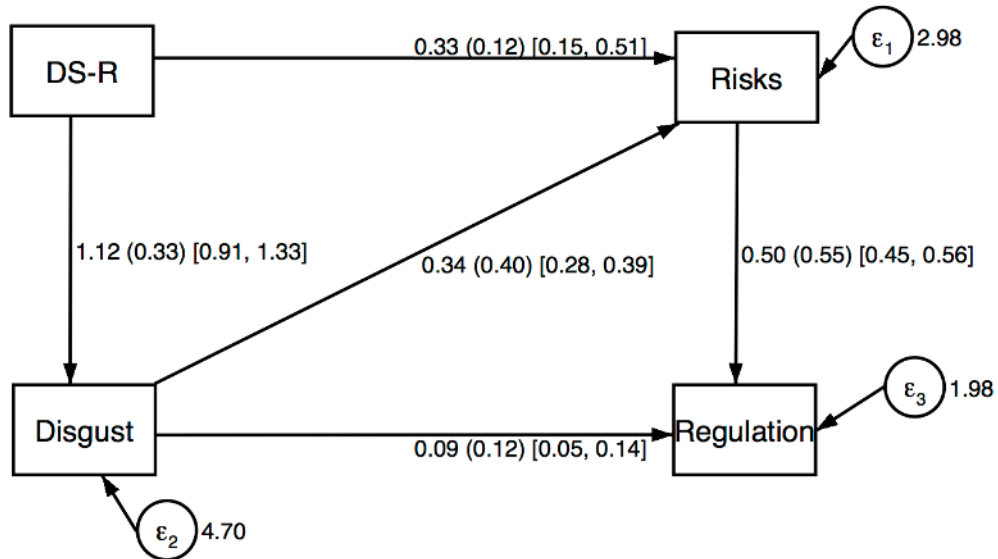 DS-R
0.33 (0.12) [0.15, 0.51]
Risks
ε1
2.98
1.12 (0.33) [0.91, 1.33]
0.34 (0.40) [0.28, 0.39]
0.50 (0.55) [0.45, 0.56]
Disgust
0.09 (0.12) [0.05, 0.14]
Regulation
ε3
1.98
ε2
4.70